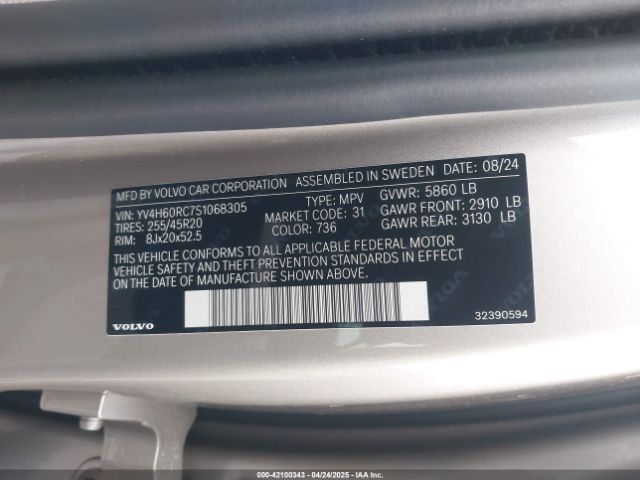 MFD BY VOLVO CAR CORPORATION ASSEMBLED IN SWEDEN DATE: 08/24
VIN: YV4H60RC7S1068305 TYPE: MPV GVWR: 5860 LB
TIRES: 255/45R20 MARKET CODE: 31 GAWR FRONT: 2910 LB
RIM: 8Jx20x52.5 COLOR: 736 GAWR REAR: 3130 LB
THIS VEHICLE CONFORMS TO ALL APPLICABLE FEDERAL MOTOR
VEHICLE SAFETY AND THEFT PREVENTION STANDARDS IN EFFECT
ON THE DATE OF MANUFACTURE SHOWN ABOVE.
VOLVO 32390594
000-42100343 - 04/24/2025 - IAAI.COM